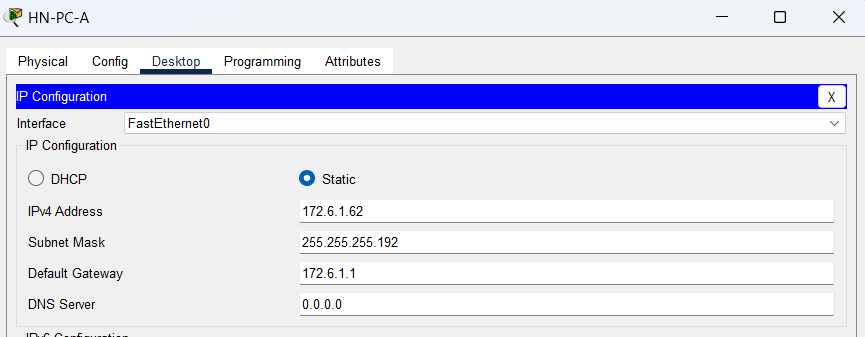 HN-PC-A
Physical Config Desktop Programming Attributes
IP Configuration X
Interface FastEthernet0
IP Configuration
DHCP Static
IPv4 Address 172.6.1.62
Subnet Mask 255.255.255.192
Default Gateway 172.6.1.1
DNS Server 0.0.0.0
IPv6 Configuration